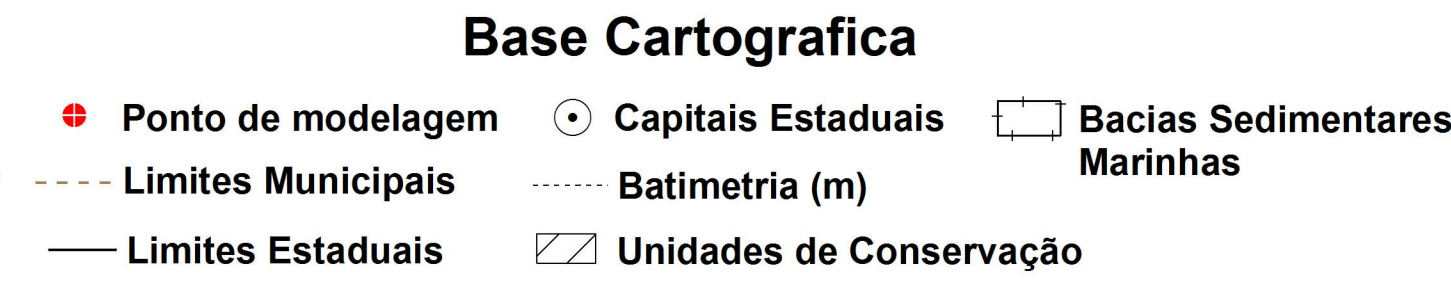 Base Cartografica
Ponto de modelagem
Capitais Estaduais
Bacias Sedimentares
Marinhas
Limites Municipais
Batimetria (m)
Limites Estaduais
Unidades de Conservação